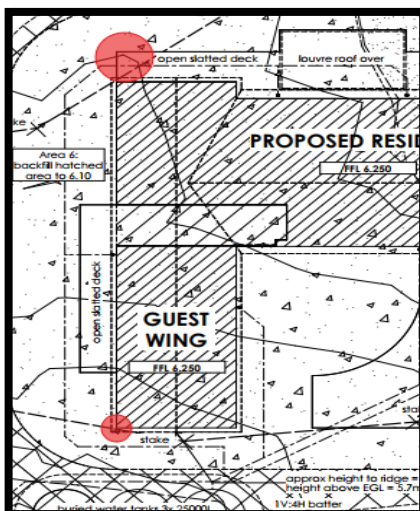 open slatted deck
louvre roof over
Area 6:
backfill hatched
area to 6.10
PROPOSED RESID
FFL 6.250
open slatted deck
GUEST
WING
FFL 6.250
stake
sta
approx height to ridge =
height above EGL = 5.7m
buried water tanks 3x 25000L
1V:4H batter